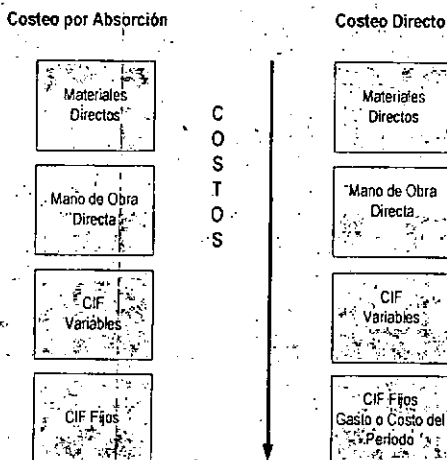 Costeo por Absorción
Costeo Directo
Materiales
Directos
Mano de Obra
Directa
CIF
Variables
CIF Fijos
C
O
S
T
O
S
Materiales
Directos
Mano de Obra
Directa
CIF
Variables
CIF Fijos
Gasto o Costo del
Periodo